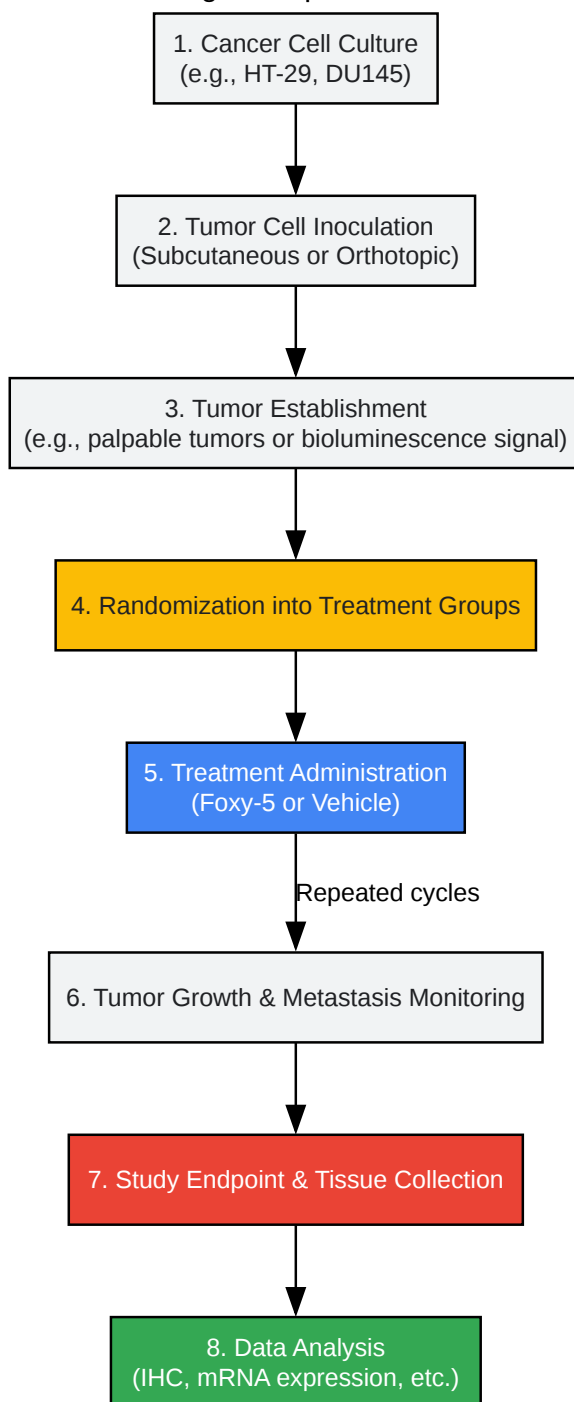 1. Cancer Cell Culture
(e.g., HT-29, DU145)
2. Tumor Cell Inoculation
(Subcutaneous or Orthotopic)
3. Tumor Establishment
(e.g., palpable tumors or bioluminescence signal)
4. Randomization into Treatment Groups
5. Treatment Administration
(Foxy-5 or Vehicle)
Repeated cycles
6. Tumor Growth & Metastasis Monitoring
7. Study Endpoint & Tissue Collection
8. Data Analysis
(IHC, mRNA expression, etc.)